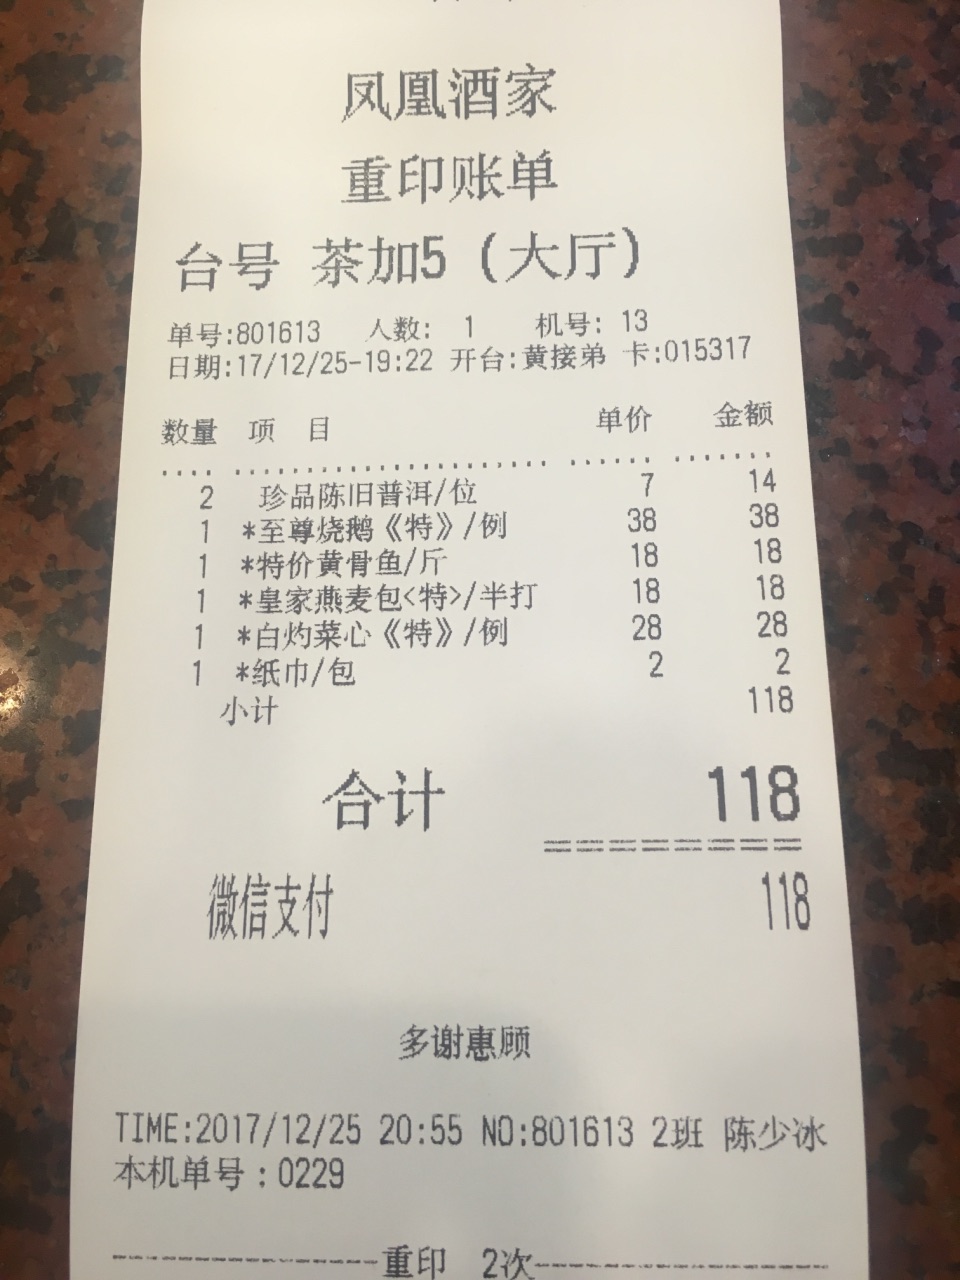 凤凰酒家
重印账单
台号 茶加5（大厅）
单号:801613 人数: 1 机号: 13
日期:17/12/25-19:22 开台:黄接弟 卡:015317
数量 项 目 单价 金额
2 珍品陈旧普洱/位 7 14
1 *至尊烧鹅《特》/例 38 38
1 *特价黄骨鱼/斤 18 18
1 *皇家燕麦包<特>/半打 18 18
1 *白灼菜心《特》/例 28 28
1 *纸巾/包 2 2
小计 118
合计 118
微信支付 118
多谢惠顾
TIME:2017/12/25 20:55 NO:801613 2班 陈少冰
本机单号:0229
重印 2次